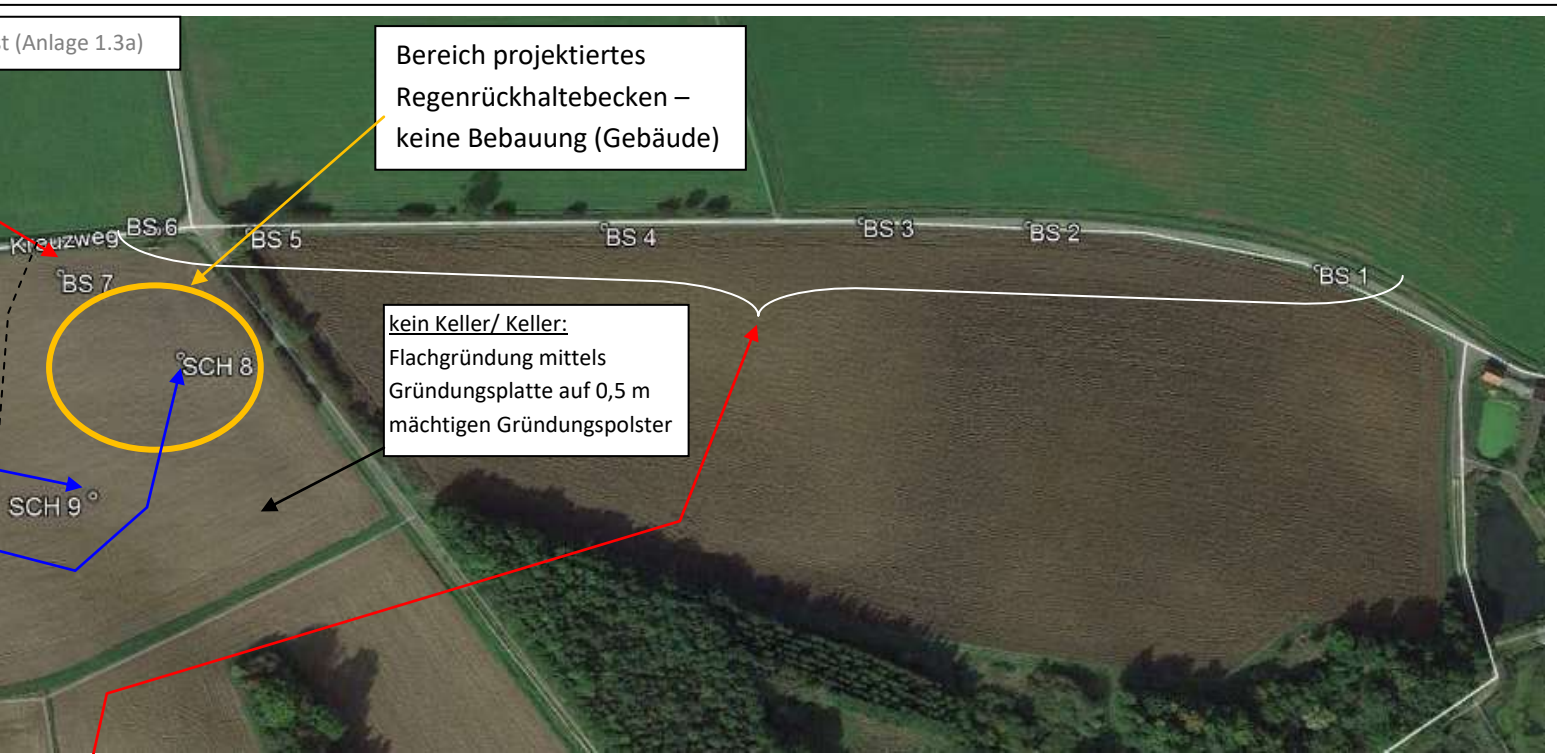 st (Anlage 1.3a)
Bereich projektiertes
Regenrückhaltebecken –
keine Bebauung (Gebäude)
Kreuzweg
BS 6
BS 5
BS 4
BS 3
BS 2
BS 1
BS 7
SCH 8
SCH 9
kein Keller/ Keller:
Flachgründung mittels
Gründungsplatte auf 0,5 m
mächtigen Gründungspolster